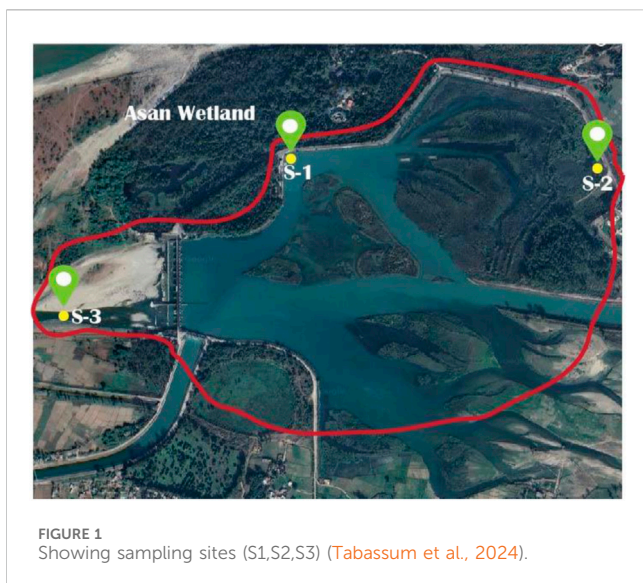 Asan Wetland
S-1
S-2
S-3
FIGURE 1
Showing sampling sites (S1,S2,S3) (Tabassum et al., 2024).